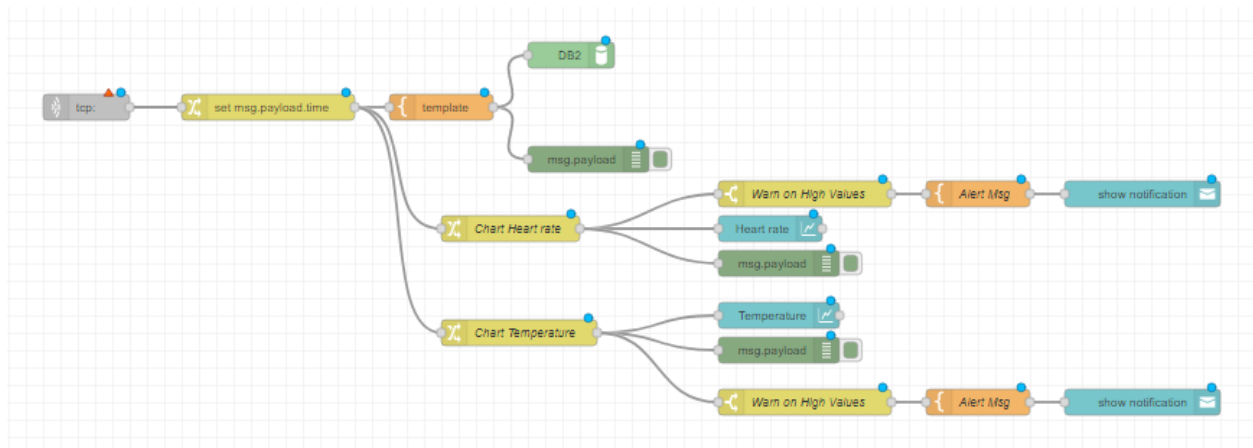 DB2
tcp:
set msg.payload.time
template
msg.payload
Warn on High Values
Alert Msg
show notification
Chart Heart rate
Heart rate
msg.payload
Temperature
Chart Temperature
msg.payload
Warn on High Values
Alert Msg
show notification